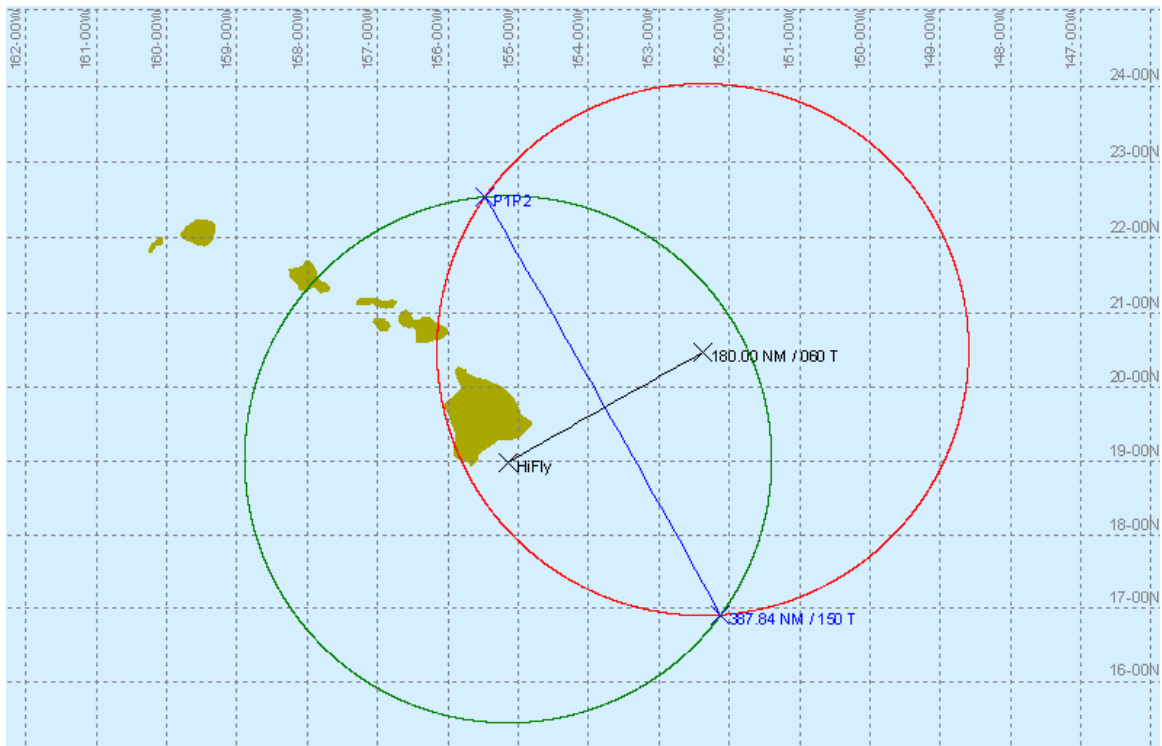 162-00W
161-00W
160-00W
159-00W
158-00W
157-00W
156-00W
155-00W
154-00W
153-00W
152-00W
151-00W
150-00W
149-00W
148-00W
147-00W
24-00N
23-00N
P1P2
22-00N
21-00N
180.00 NM / 060 T
20-00N
19-00N
HiFly
18-00N
17-00N
387.84 NM / 150 T
16-00N